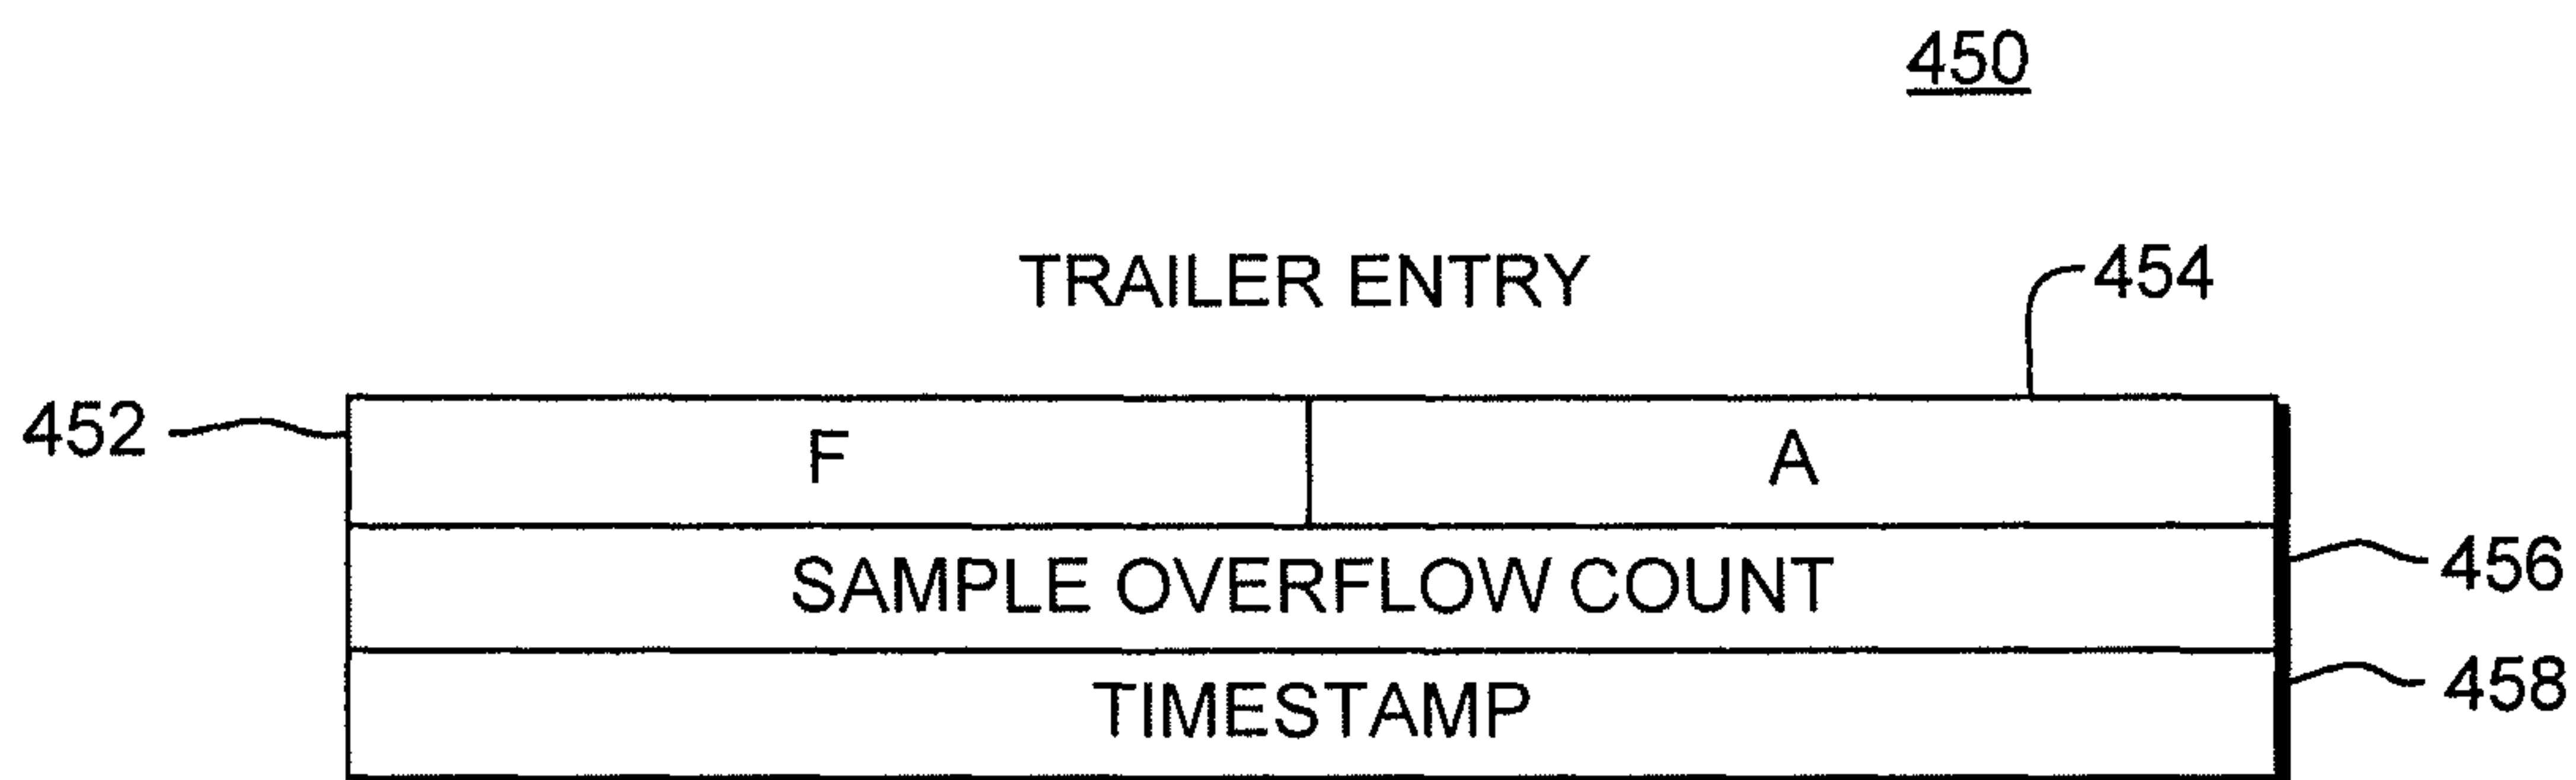 450
TRAILER ENTRY
454
452 F A
SAMPLE OVERFLOW COUNT 456
TIMESTAMP 458